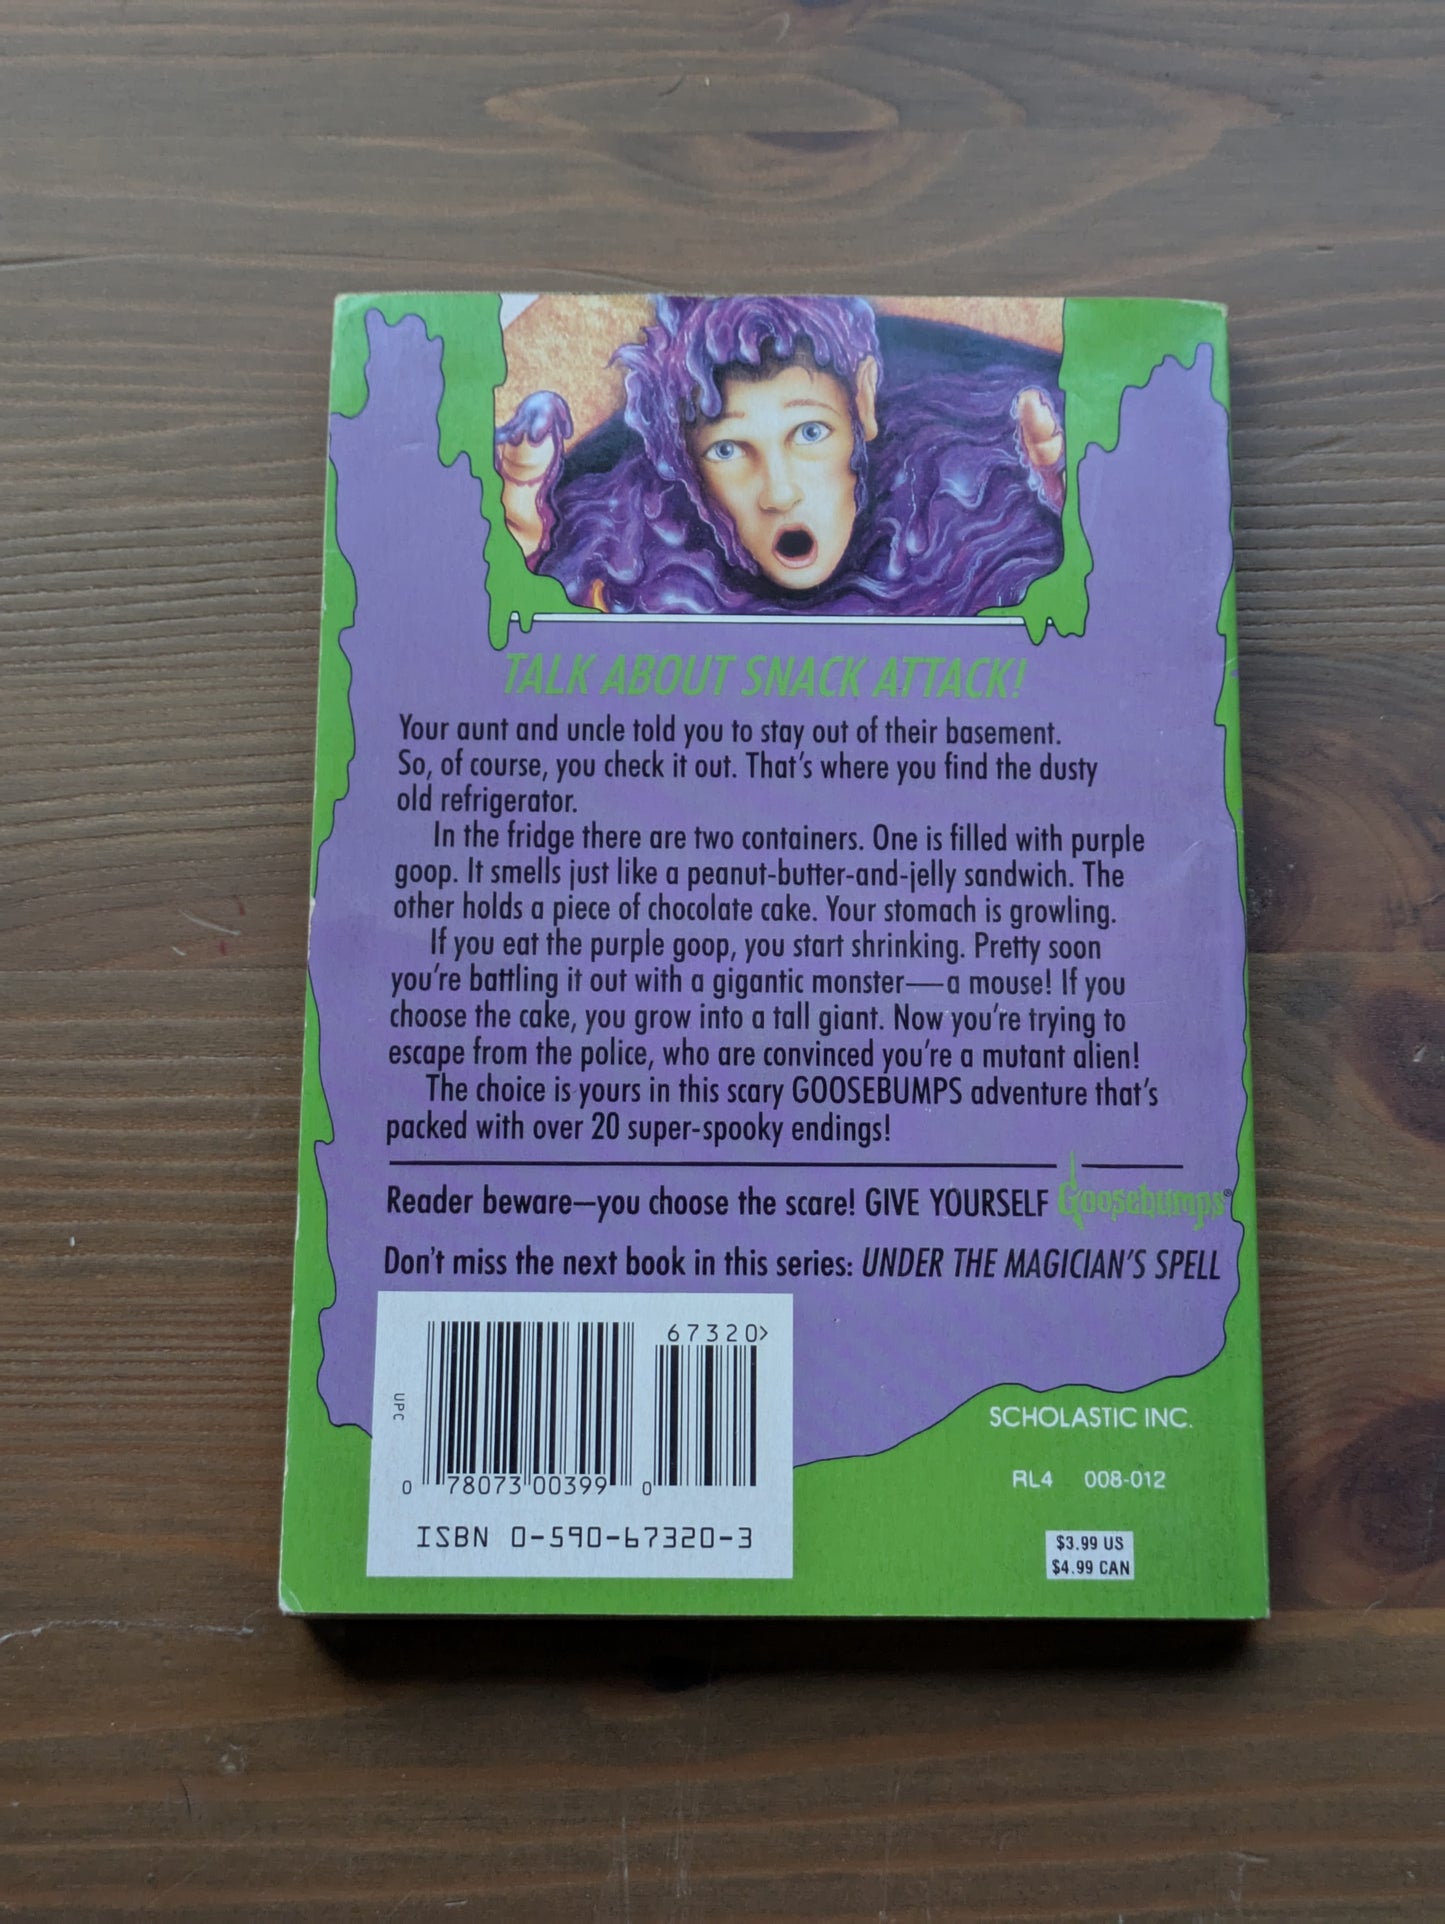 TALK ABOUT SNACK ATTACK!
Your aunt and uncle told you to stay out of their basement.
So, of course, you check it out. That's where you find the dusty
old refrigerator.
In the fridge there are two containers. One is filled with purple
goop. It smells just like a peanut-butter-and-jelly sandwich. The
other holds a piece of chocolate cake. Your stomach is growling.
If you eat the purple goop, you start shrinking. Pretty soon
you're battling it out with a gigantic monster—a mouse! If you
choose the cake, you grow into a tall giant. Now you're trying to
escape from the police, who are convinced you're a mutant alien!
The choice is yours in this scary GOOSEBUMPS adventure that's
packed with over 20 super-spooky endings!
Reader beware—you choose the scare! GIVE YOURSELF Goosebumps®
Don't miss the next book in this series: UNDER THE MAGICIAN'S SPELL
67320>
UPC
0 78073 00399 0
ISBN 0-590-67320-3
SCHOLASTIC INC.
RL4 008-012
$3.99 US
$4.99 CAN